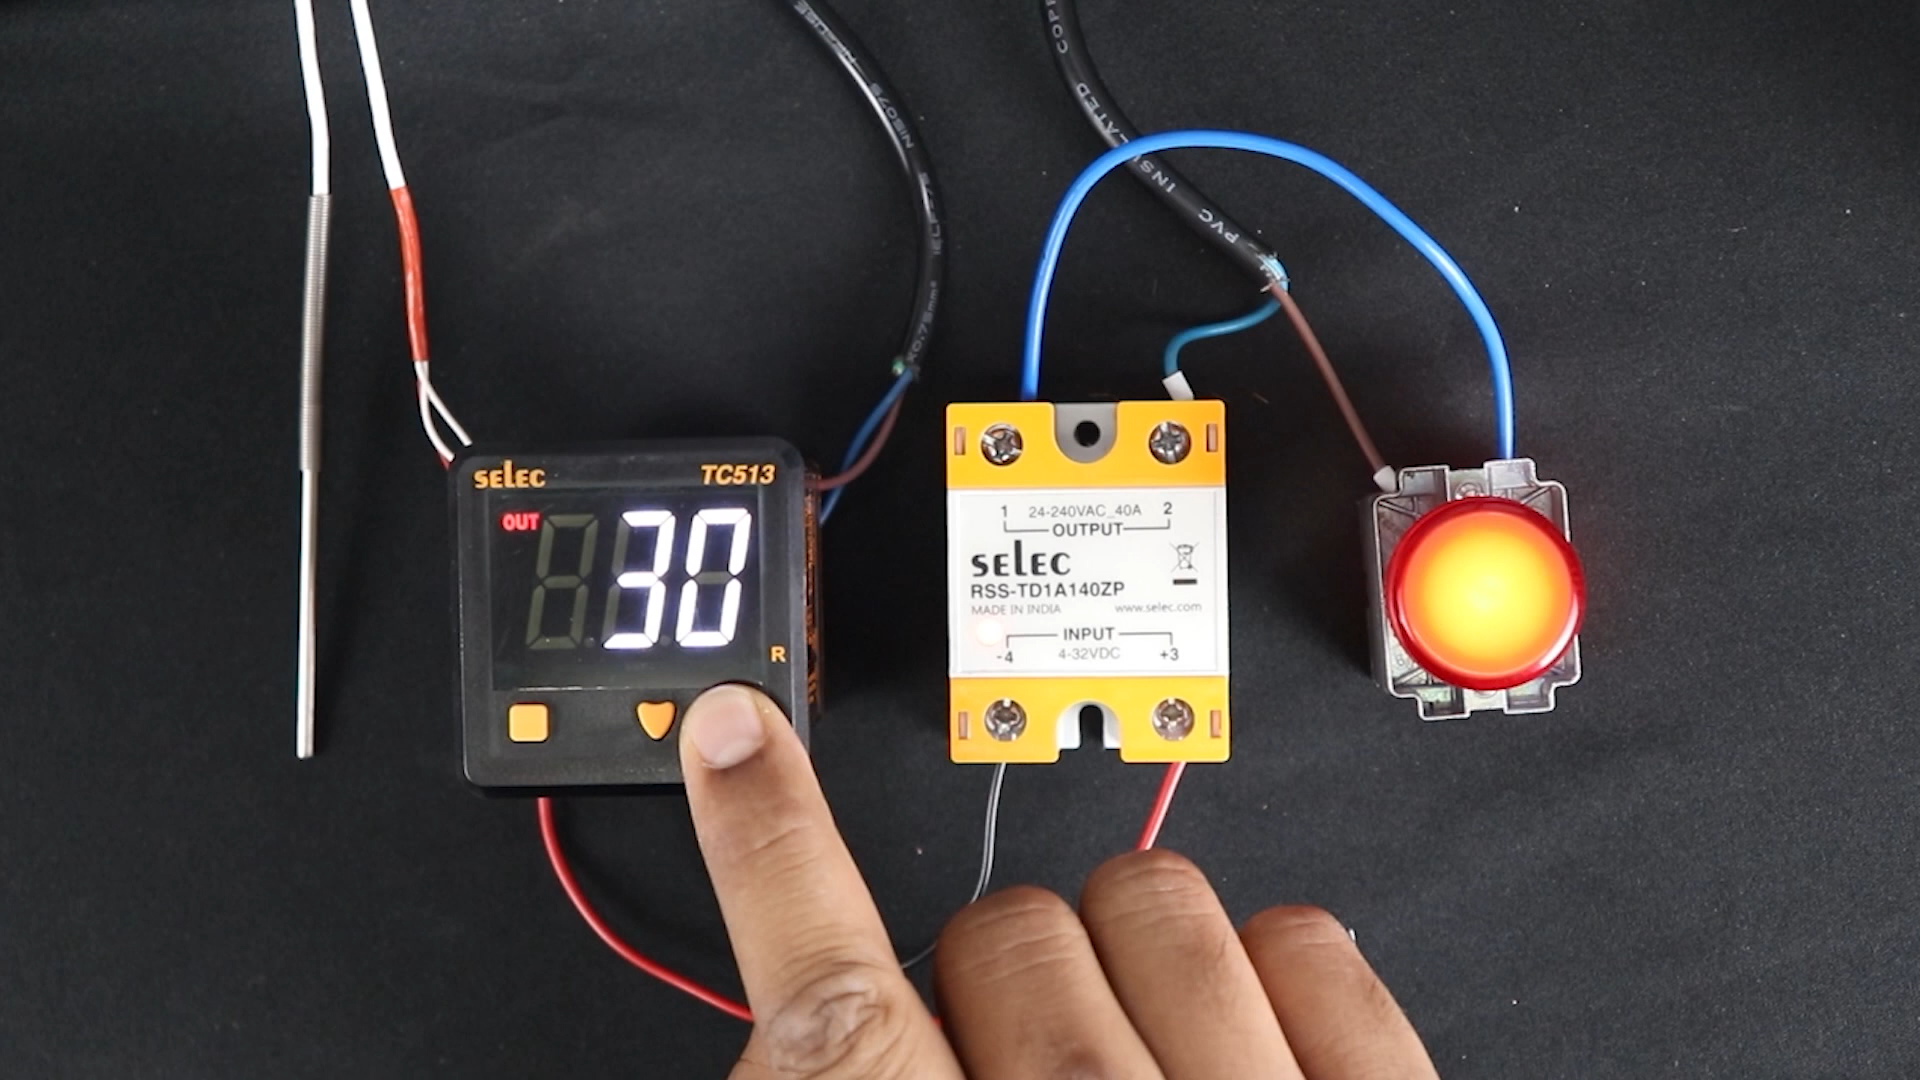 selec
TC513
OUT
30
R
1 24-240VAC_40A 2
OUTPUT
selec
RSS-TD1A140ZP
MADE IN INDIA www.selec.com
INPUT
-4 4-32VDC +3
PVC INSULATED COPP